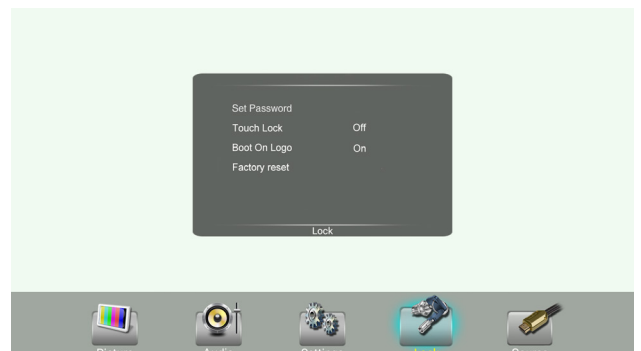 Set Password
Touch Lock Off
Boot On Logo On
Factory reset
Lock